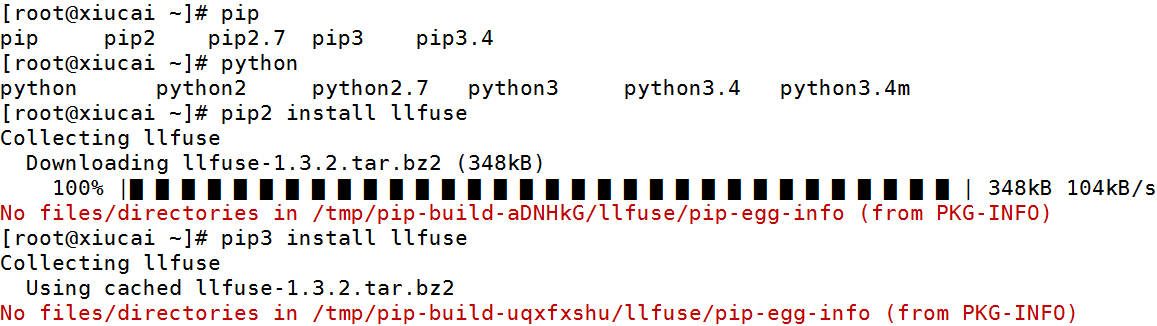 [root@xiucai ~]# pip
pip pip2 pip2.7 pip3 pip3.4
[root@xiucai ~]# python
python python2 python2.7 python3 python3.4 python3.4m
[root@xiucai ~]# pip2 install llfuse
Collecting llfuse
Downloading llfuse-1.3.2.tar.bz2 (348kB)
100% |████████████████████████████████| 348kB 104kB/s
No files/directories in /tmp/pip-build-aDNHkG/llfuse/pip-egg-info (from PKG-INFO)
[root@xiucai ~]# pip3 install llfuse
Collecting llfuse
Using cached llfuse-1.3.2.tar.bz2
No files/directories in /tmp/pip-build-uqxfxshu/llfuse/pip-egg-info (from PKG-INFO)